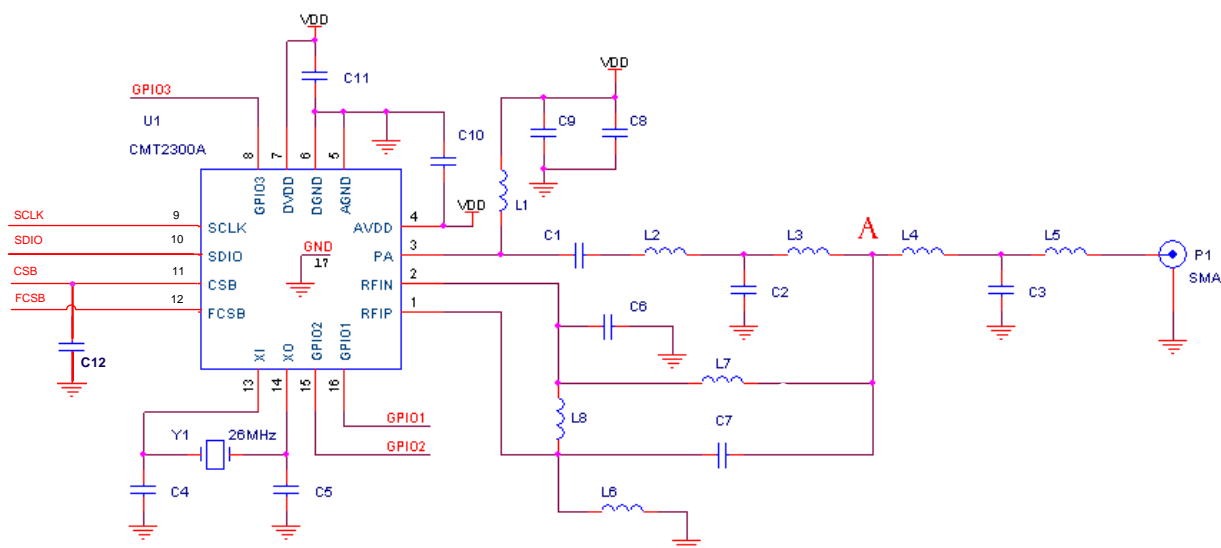 VDD
C11
VDD
GPIO3
U1
CMT2300A
C9
C8
C10
8
7
6
5
GPIO3
DVDD
DGND
AGND
L1
VDD
SCLK
9
SCLK
AVDD
4
SDIO
10
SDIO
GND
17
PA
3
C1
L2
L3
A
L4
L5
P1
SMA
CSB
11
CSB
RFIN
2
C2
C3
FCSB
12
FCSB
RFIP
1
C6
C12
XI
XO
GPIO2
GPIO1
13
14
15
16
L7
L8
C7
GPIO1
Y1
26MHz
GPIO2
C4
C5
L6